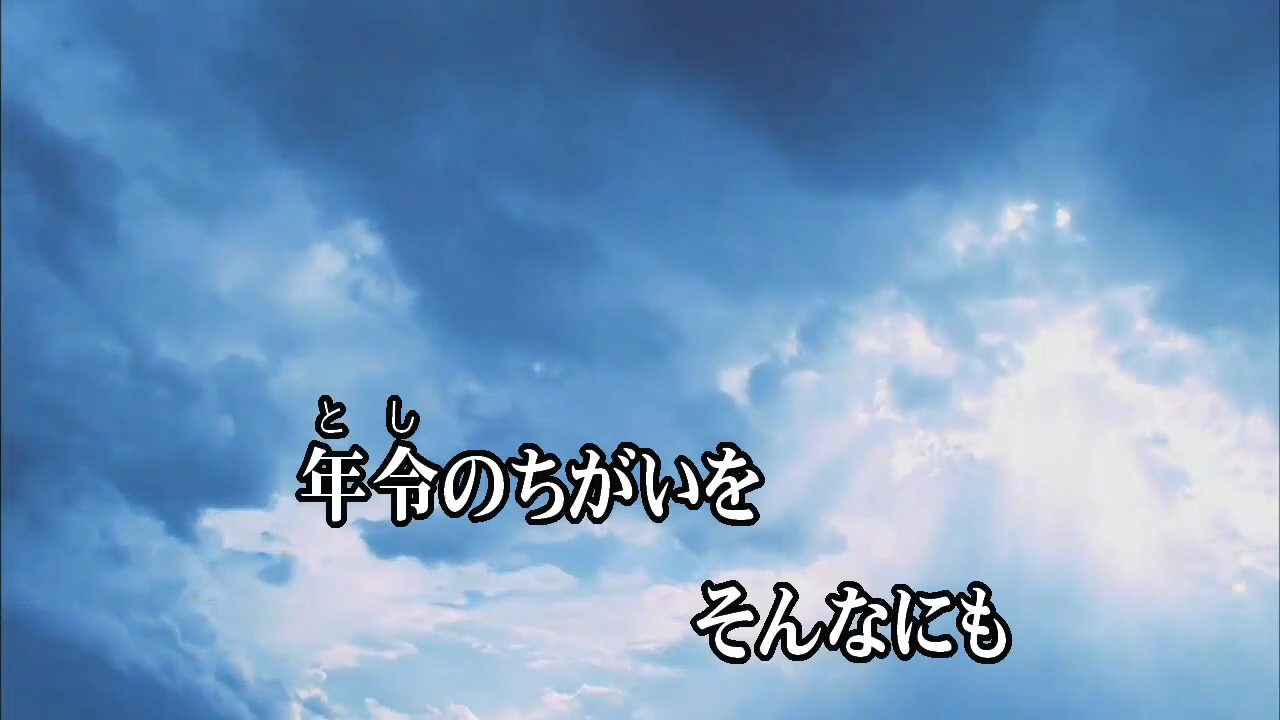 とし
年令のちがいを
そんなにも